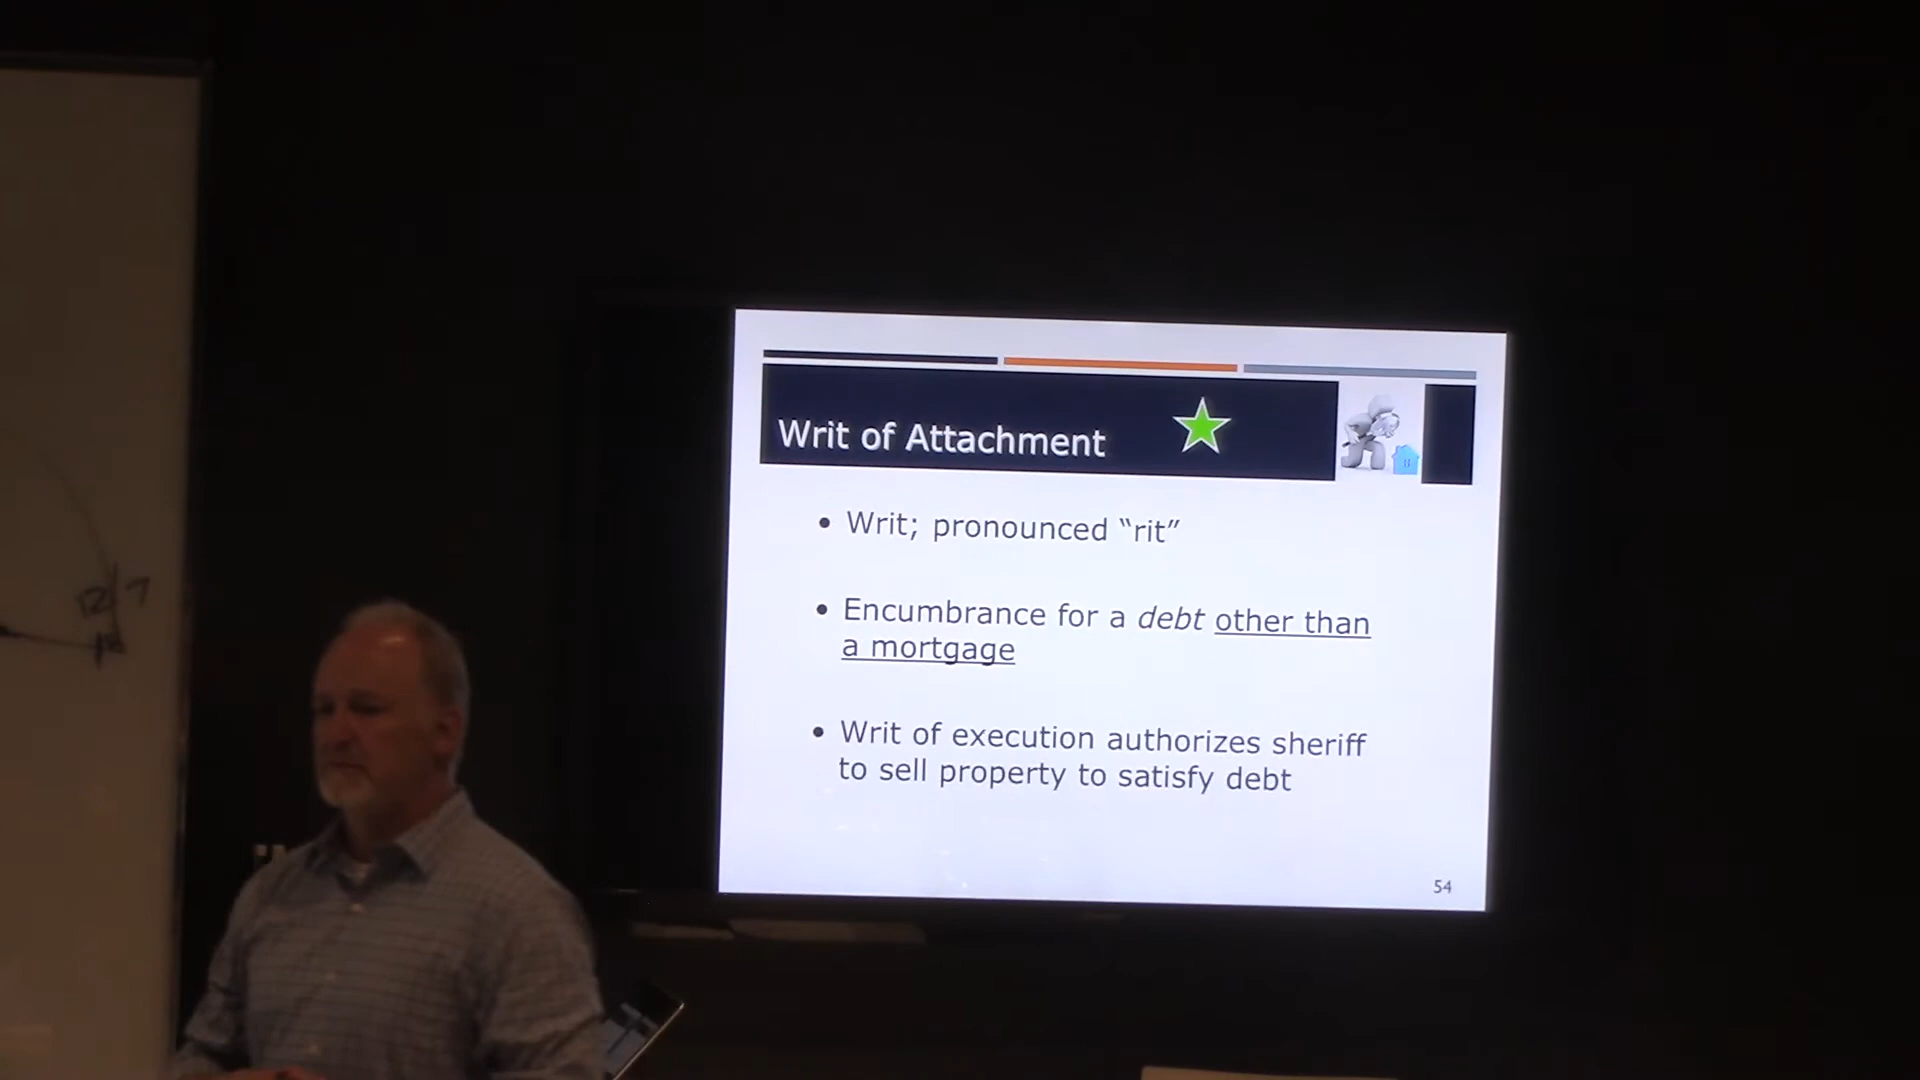 Writ of Attachment
• Writ; pronounced “rit”
• Encumbrance for a debt other than
a mortgage
• Writ of execution authorizes sheriff
to sell property to satisfy debt
54